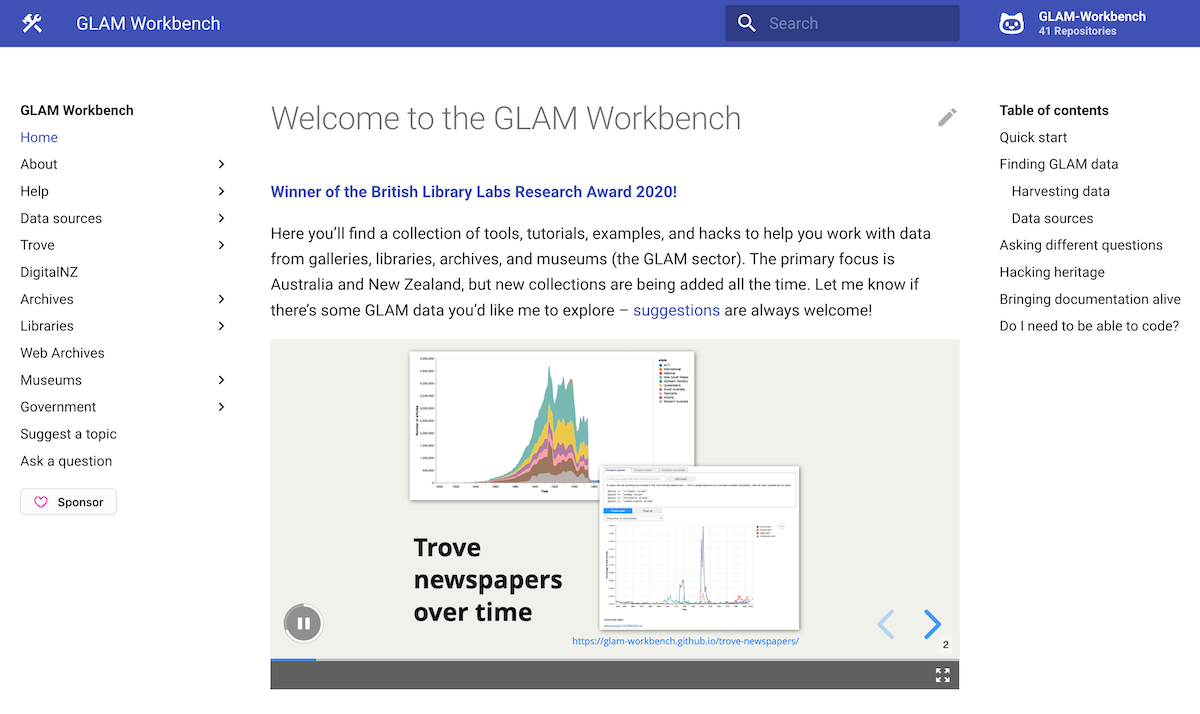 GLAM Workbench
Search
GLAM-Workbench
41 Repositories
GLAM Workbench
Home
About
Help
Data sources
Trove
DigitalNZ
Archives
Libraries
Web Archives
Museums
Government
Suggest a topic
Ask a question
Sponsor
Welcome to the GLAM Workbench
Winner of the British Library Labs Research Award 2020!
Here you’ll find a collection of tools, tutorials, examples, and hacks to help you work with data
from galleries, libraries, archives, and museums (the GLAM sector). The primary focus is
Australia and New Zealand, but new collections are being added all the time. Let me know if
there’s some GLAM data you’d like me to explore – suggestions are always welcome!
Number of articles
Year
Trove
newspapers
over time
https://glam-workbench.github.io/trove-newspapers/
2
Table of contents
Quick start
Finding GLAM data
Harvesting data
Data sources
Asking different questions
Hacking heritage
Bringing documentation alive
Do I need to be able to code?